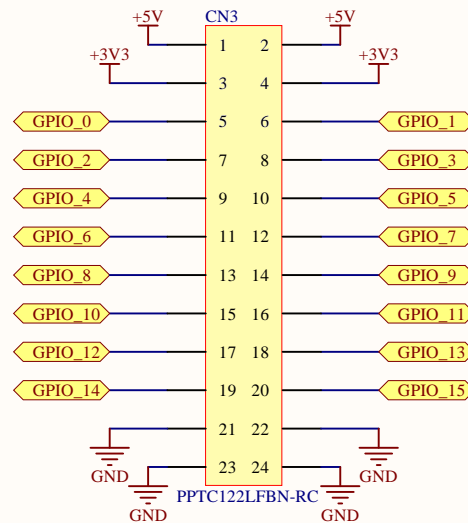 CN3
+5V +5V
1 2
+3V3 +3V3
3 4
GPIO_0 5 6 GPIO_1
GPIO_2 7 8 GPIO_3
GPIO_4 9 10 GPIO_5
GPIO_6 11 12 GPIO_7
GPIO_8 13 14 GPIO_9
GPIO_10 15 16 GPIO_11
GPIO_12 17 18 GPIO_13
GPIO_14 19 20 GPIO_15
21 22
GND GND
23 24
PPTC122LFBN-RC
GND GND